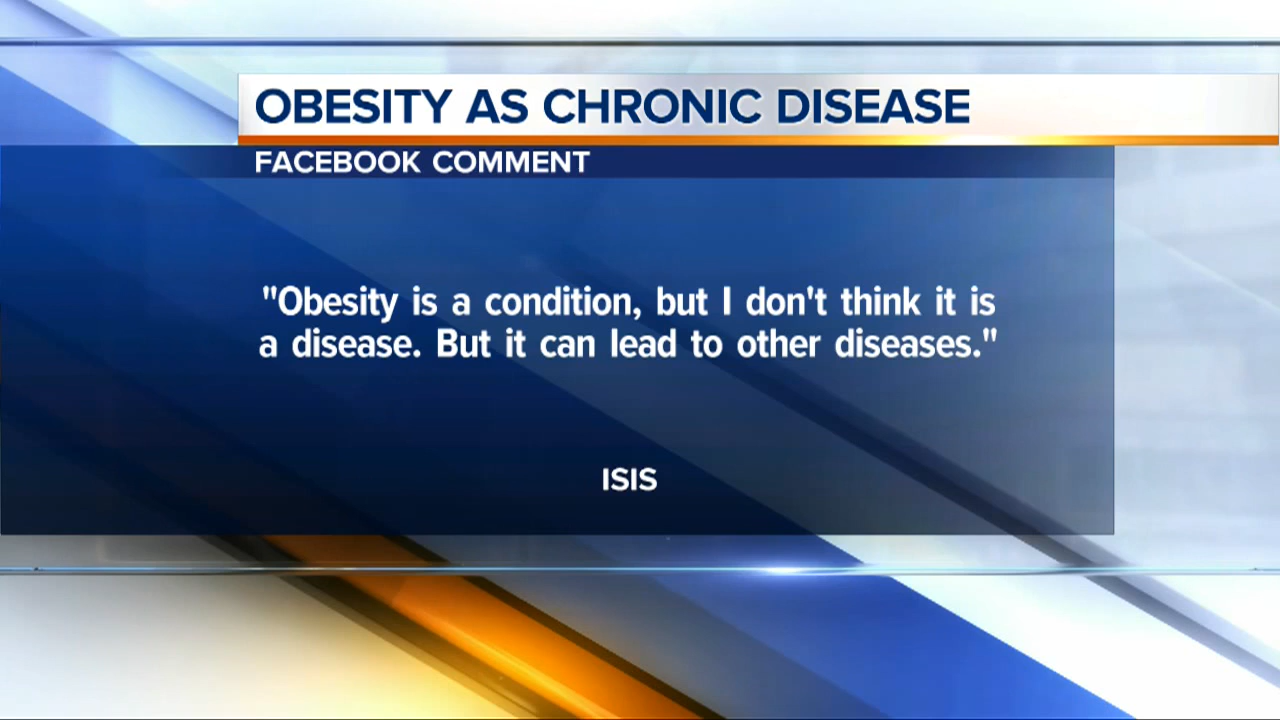 OBESITY AS CHRONIC DISEASE
FACEBOOK COMMENT
"Obesity is a condition, but I don't think it is
a disease. But it can lead to other diseases."
ISIS